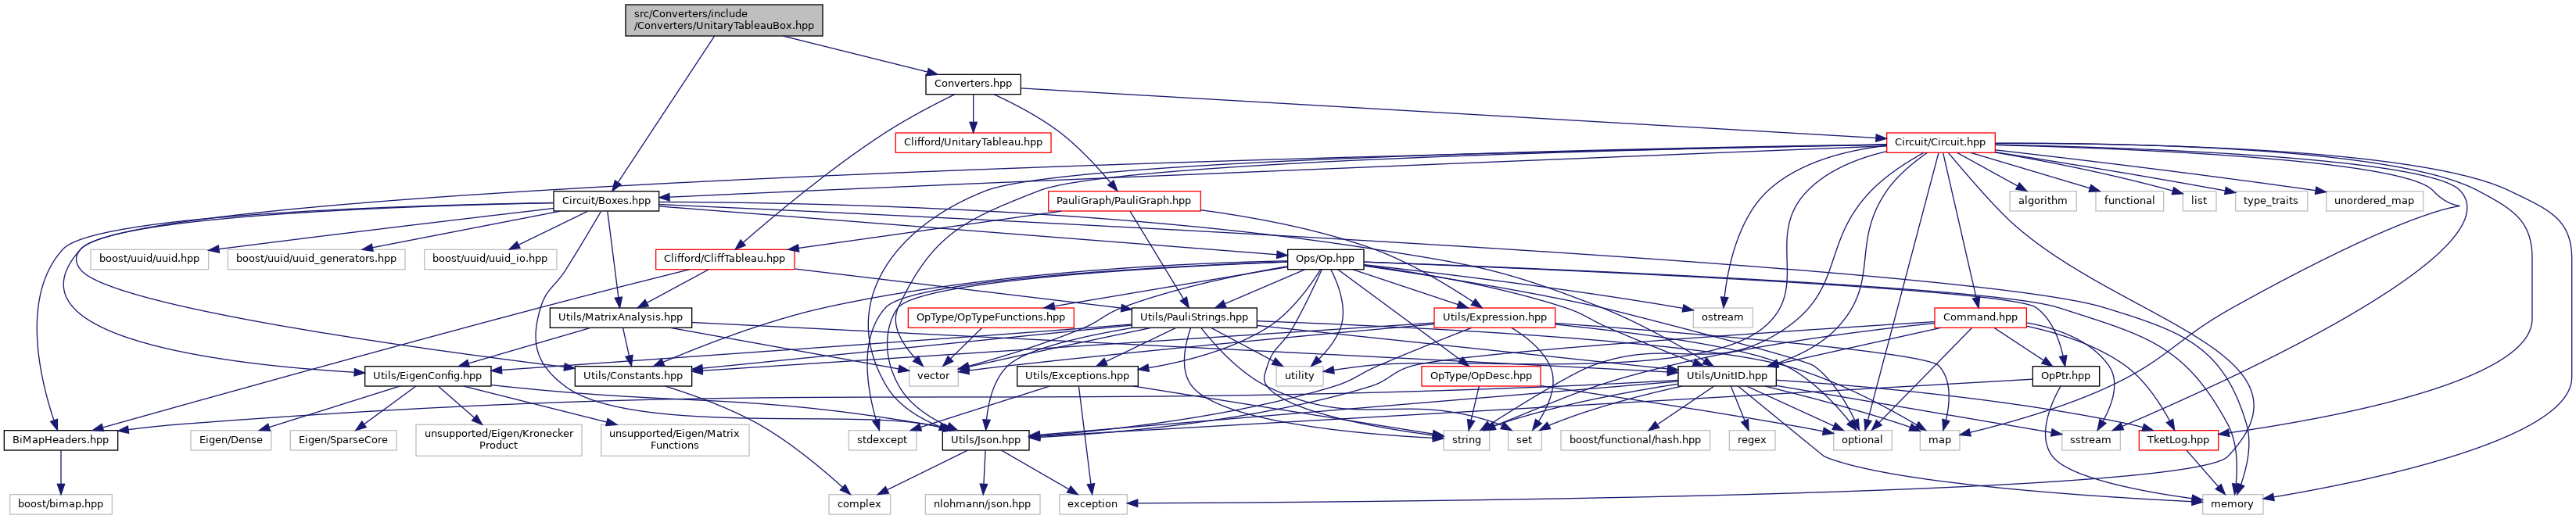 src/Converters/include
/Converters/UnitaryTableauBox.hpp
Converters.hpp
Clifford/UnitaryTableau.hpp
Circuit/Circuit.hpp
Circuit/Boxes.hpp
PauliGraph/PauliGraph.hpp
algorithm
functional
list
type_traits
unordered_map
boost/uuid/uuid.hpp
boost/uuid/uuid_generators.hpp
boost/uuid/uuid_io.hpp
Clifford/CliffTableau.hpp
Ops/Op.hpp
Utils/MatrixAnalysis.hpp
OpType/OpTypeFunctions.hpp
Utils/PauliStrings.hpp
Utils/Expression.hpp
ostream
Command.hpp
Utils/EigenConfig.hpp
Utils/Constants.hpp
vector
Utils/Exceptions.hpp
utility
OpType/OpDesc.hpp
Utils/UnitID.hpp
OpPtr.hpp
BiMapHeaders.hpp
Eigen/Dense
Eigen/SparseCore
unsupported/Eigen/Kronecker
Product
unsupported/Eigen/Matrix
Functions
stdexcept
Utils/Json.hpp
string
set
boost/functional/hash.hpp
regex
optional
map
sstream
TketLog.hpp
boost/bimap.hpp
complex
nlohmann/json.hpp
exception
memory